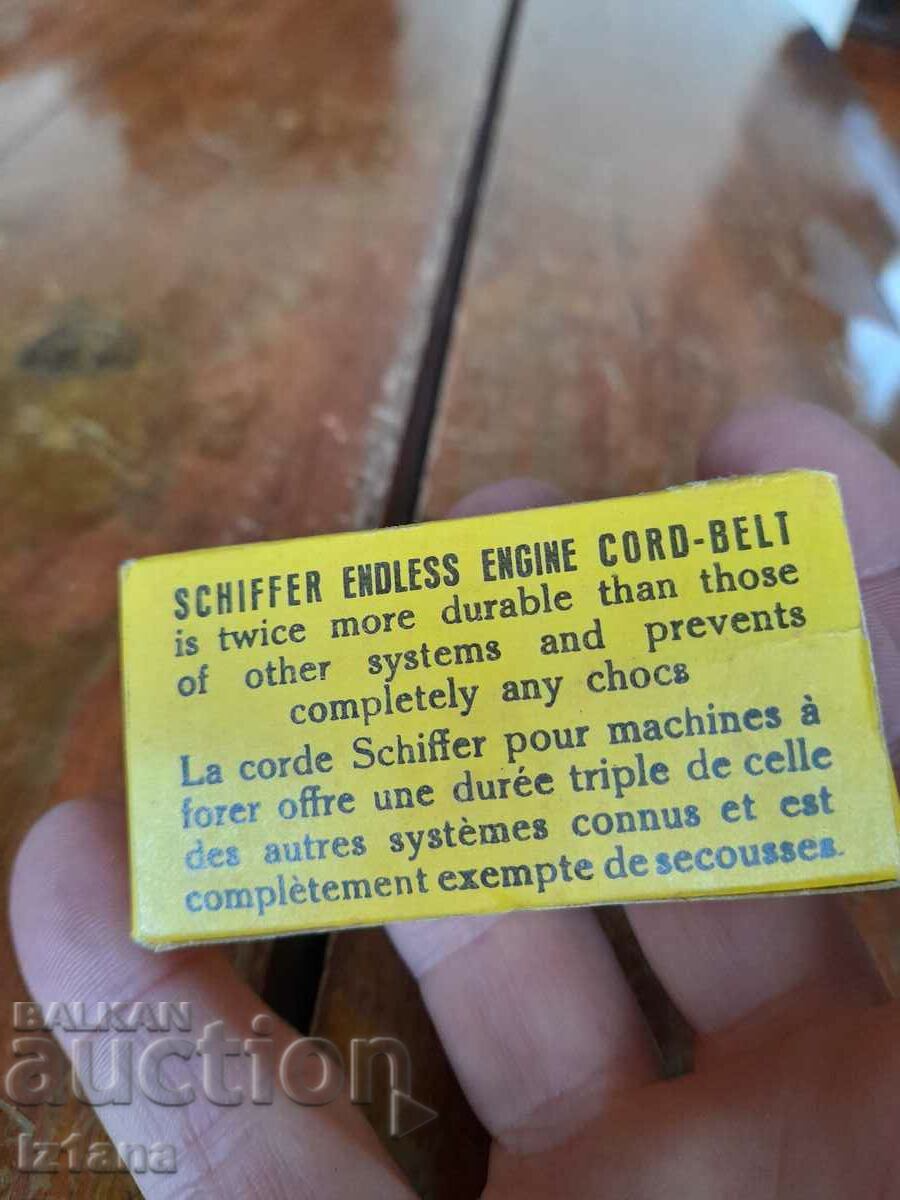 SCHIFFER ENDLESS ENGINE CORD-BELT
is twice more durable than those
of other systems and prevents
completely any chocs
La corde Schiffer pour machines à
forer offre une durée triple de celle
des autres systèmes connus et est
complètement exempte de secousses.
BALKAN
auction
Iz1ana